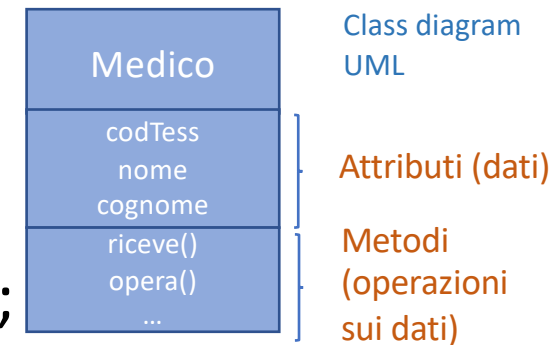 Medico
codTess
nome
cognome
riceve()
opera()
...
;
Class diagram
UML
Attributi (dati)
Metodi
(operazioni
sui dati)